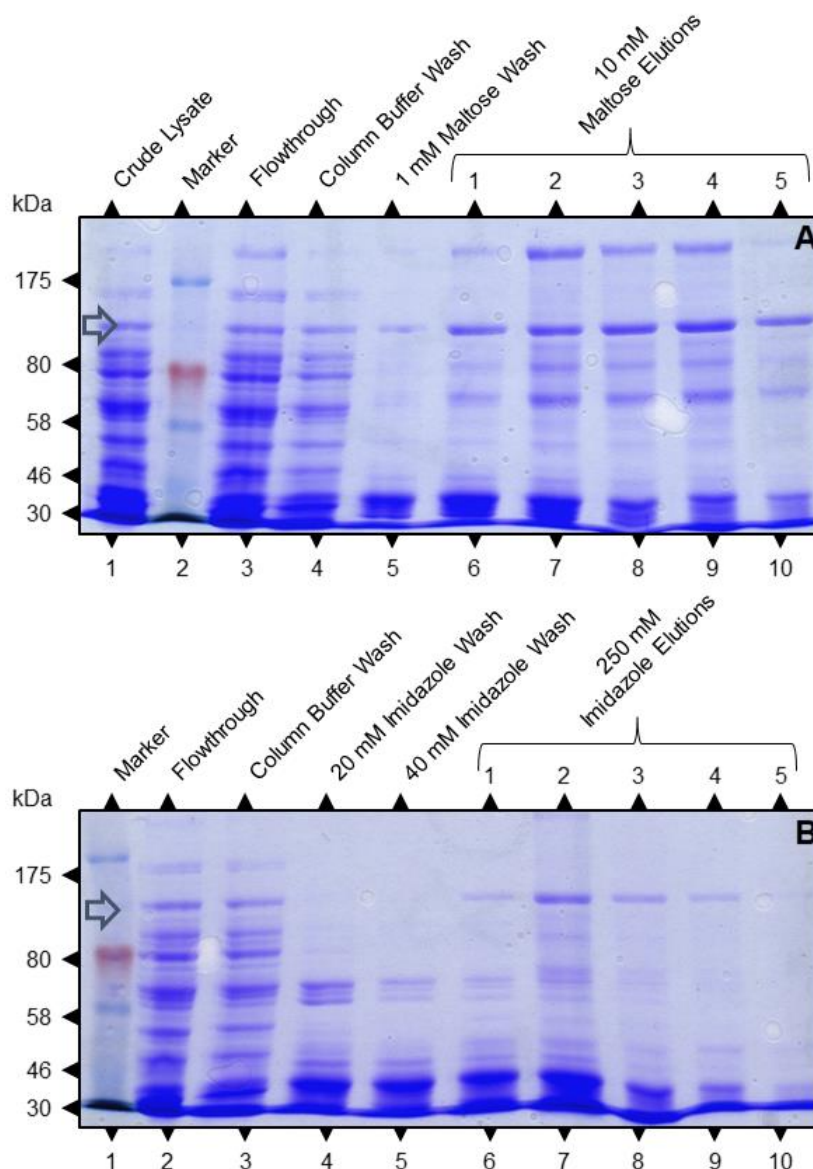 Crude Lysate
Marker
Flowthrough
Column Buffer Wash
1 mM Maltose Wash
10 mM
Maltose Elutions
1 2 3 4 5
kDa
A
175
80
58
46
30
1 2 3 4 5 6 7 8 9 10
Marker
Flowthrough
Column Buffer Wash
20 mM Imidazole Wash
40 mM Imidazole Wash
250 mM
Imidazole Elutions
1 2 3 4 5
kDa
B
175
80
58
46
30
1 2 3 4 5 6 7 8 9 10